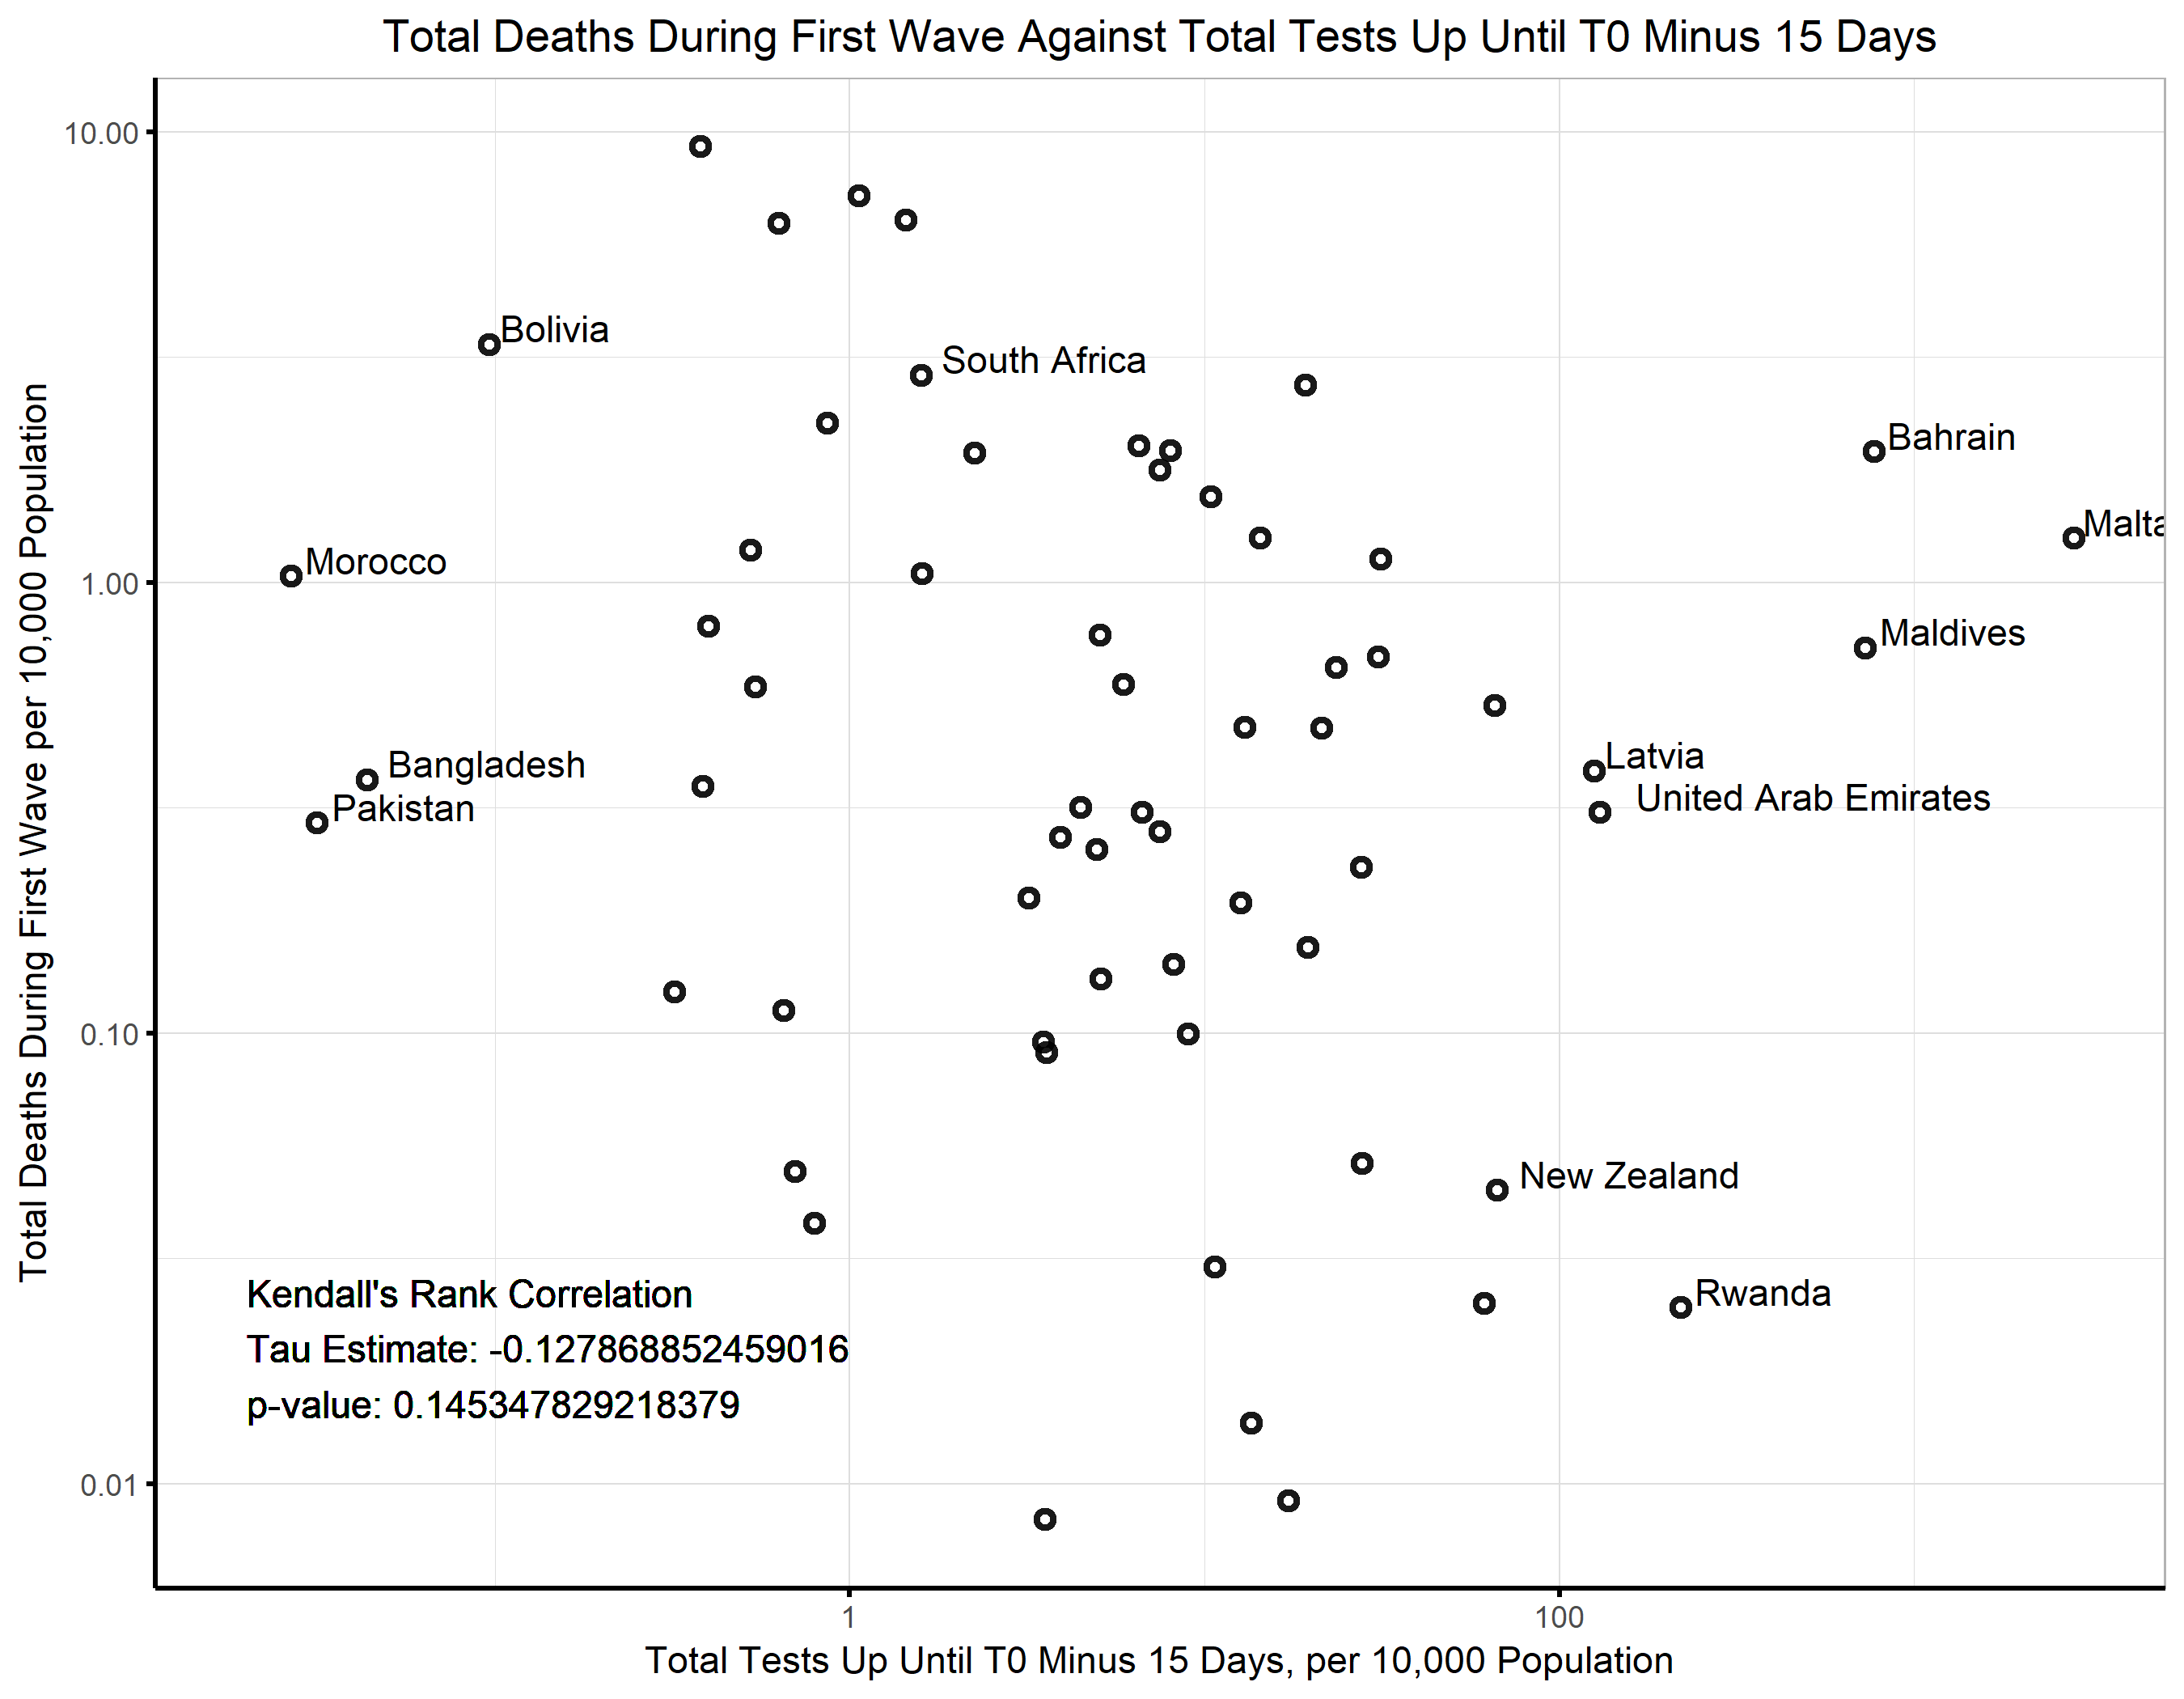 Total Deaths During First Wave Against Total Tests Up Until T0 Minus 15 Days
Total Deaths During First Wave per 10,000 Population
10.00
1.00
0.10
0.01
Bolivia
South Africa
Bahrain
Malta
Morocco
Maldives
Bangladesh
Latvia
Pakistan
United Arab Emirates
New Zealand
Rwanda
Kendall's Rank Correlation
Tau Estimate: -0.127868852459016
p-value: 0.145347829218379
1
100
Total Tests Up Until T0 Minus 15 Days, per 10,000 Population